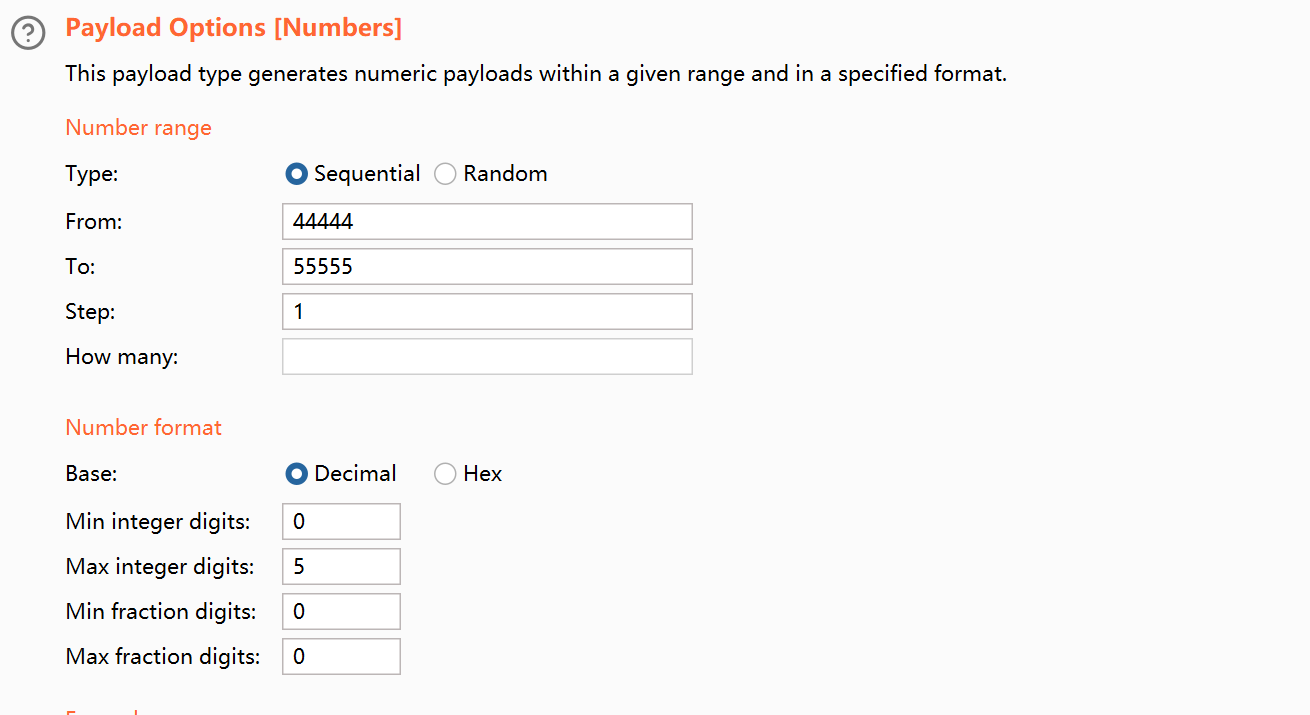 Payload Options [Numbers]
This payload type generates numeric payloads within a given range and in a specified format.
Number range
Type: Sequential Random
From: 44444
To: 55555
Step: 1
How many:
Number format
Base: Decimal Hex
Min integer digits: 0
Max integer digits: 5
Min fraction digits: 0
Max fraction digits: 0